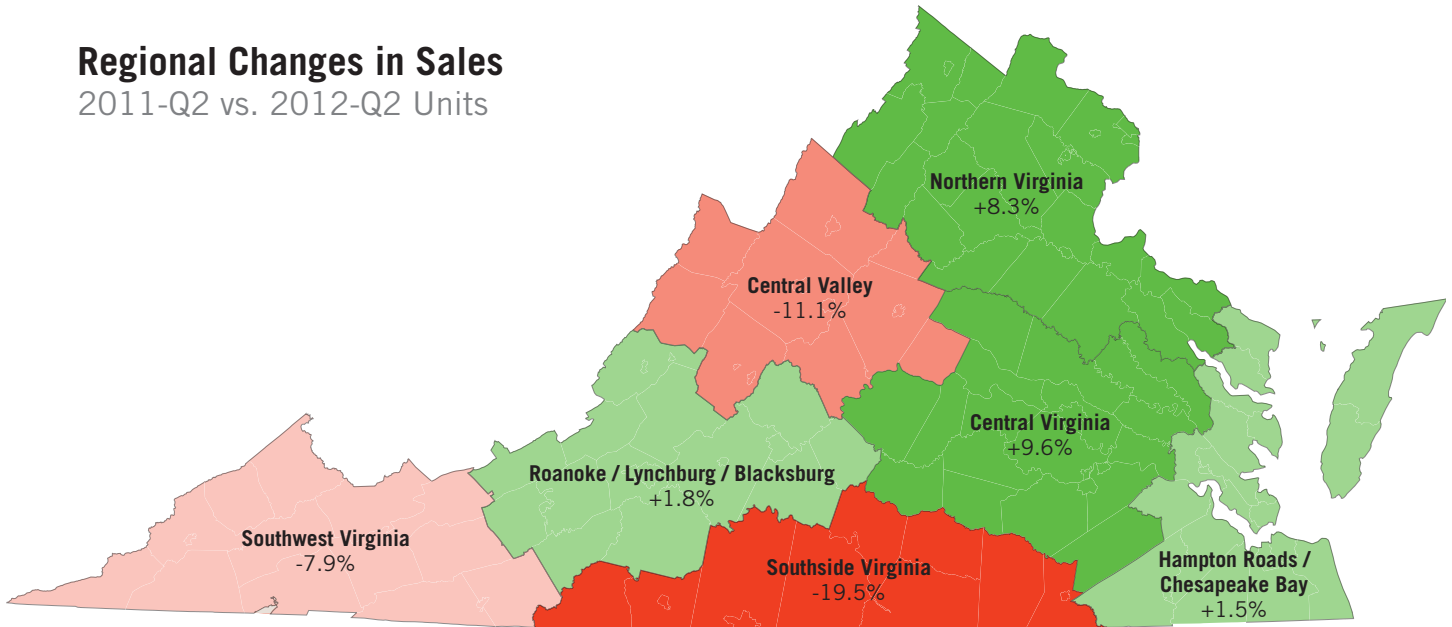 Regional Changes in Sales
2011-Q2 vs. 2012-Q2 Units
Northern Virginia
+8.3%
Central Valley
-11.1%
Central Virginia
+9.6%
Roanoke / Lynchburg / Blacksburg
+1.8%
Southwest Virginia
-7.9%
Southside Virginia
-19.5%
Hampton Roads /
Chesapeake Bay
+1.5%